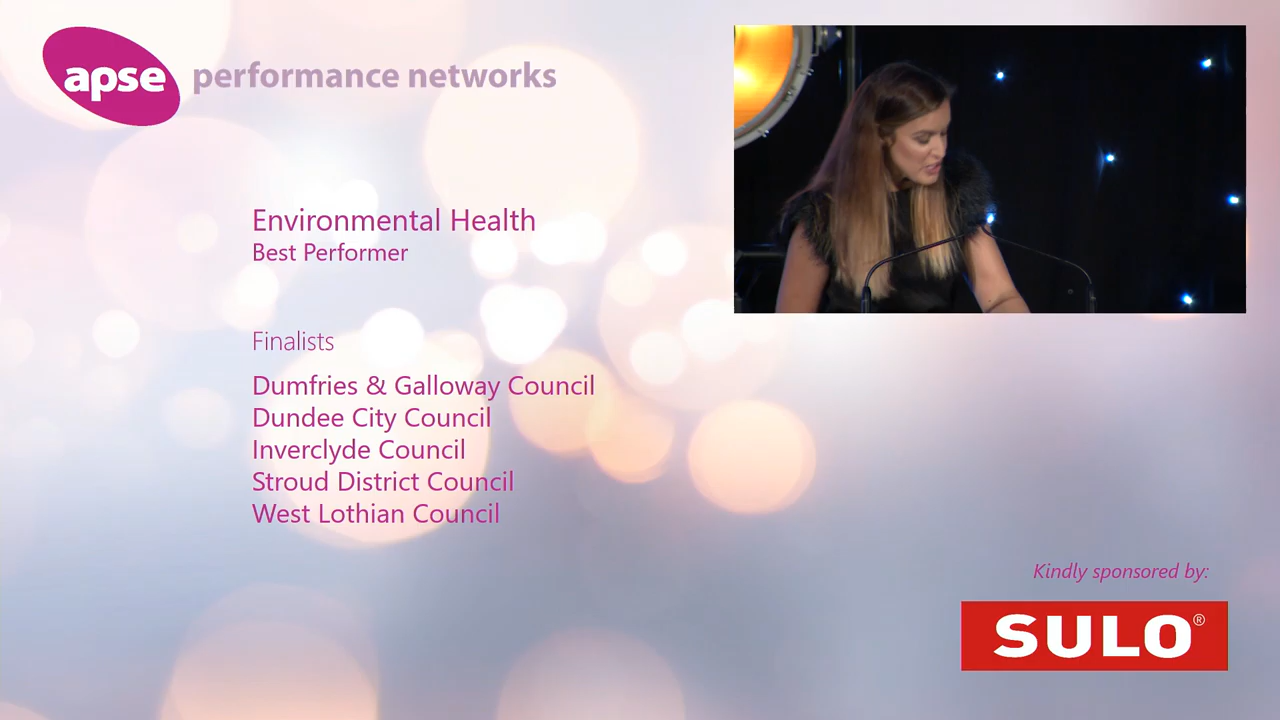 apse performance networks
Environmental Health
Best Performer
Finalists
Dumfries & Galloway Council
Dundee City Council
Inverclyde Council
Stroud District Council
West Lothian Council
Kindly sponsored by:
SULO®